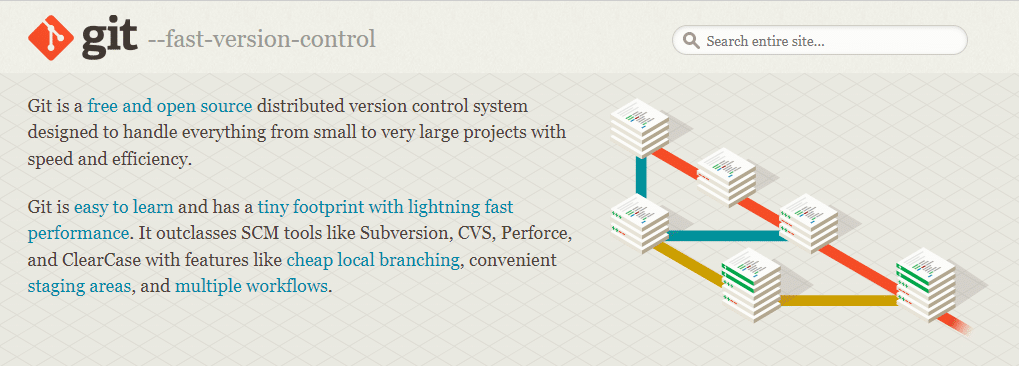 git --fast-version-control
Search entire site...
Git is a free and open source distributed version control system
designed to handle everything from small to very large projects with
speed and efficiency.
Git is easy to learn and has a tiny footprint with lightning fast
performance. It outclasses SCM tools like Subversion, CVS, Perforce,
and ClearCase with features like cheap local branching, convenient
staging areas, and multiple workflows.